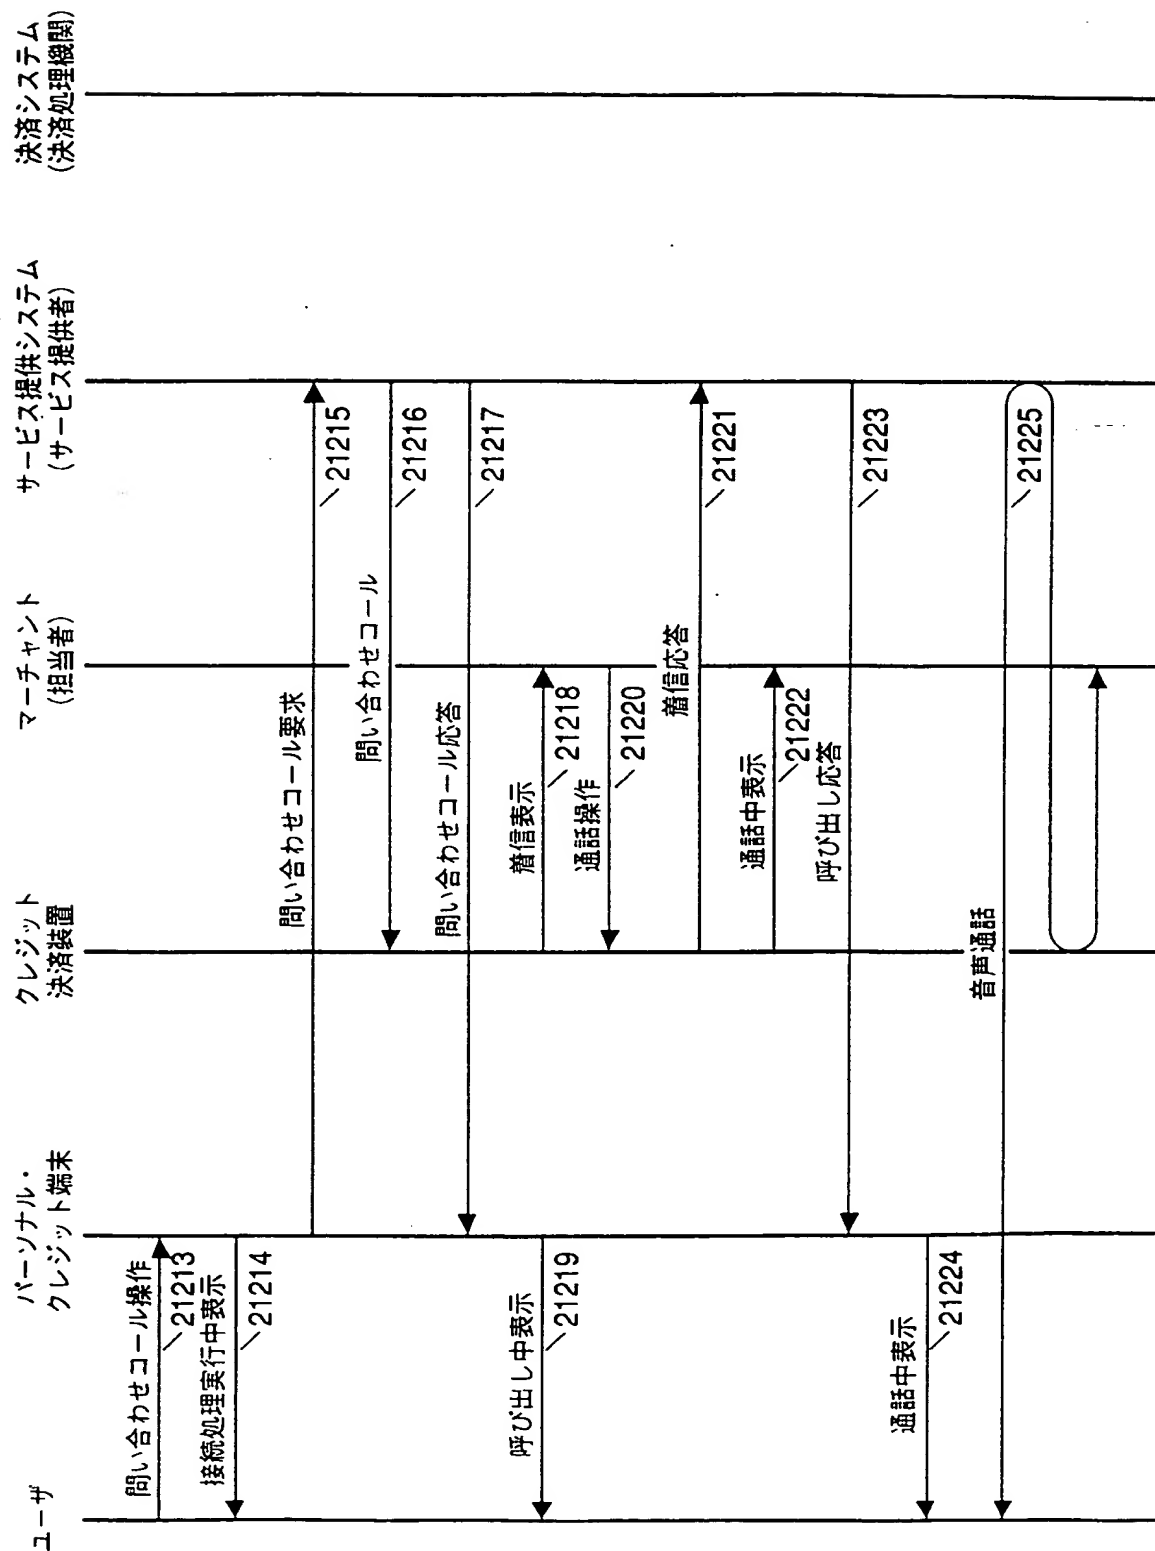 ユーザ
パーソナル・
クレジット端末
クレジット
決済装置
マーチャント
(担当者)
サービス提供システム
(サービス提供者)
決済システム
(決済処理機関)
問い合わせコール操作
21213
接続処理実行中表示
21214
問い合わせコール要求
21215
問い合わせコール
21216
問い合わせコール応答
21217
着信表示
21218
呼び出し中表示
21219
通話操作
21220
着信応答
21221
通話中表示
21222
呼び出し応答
21223
通話中表示
21224
音声通話
21225